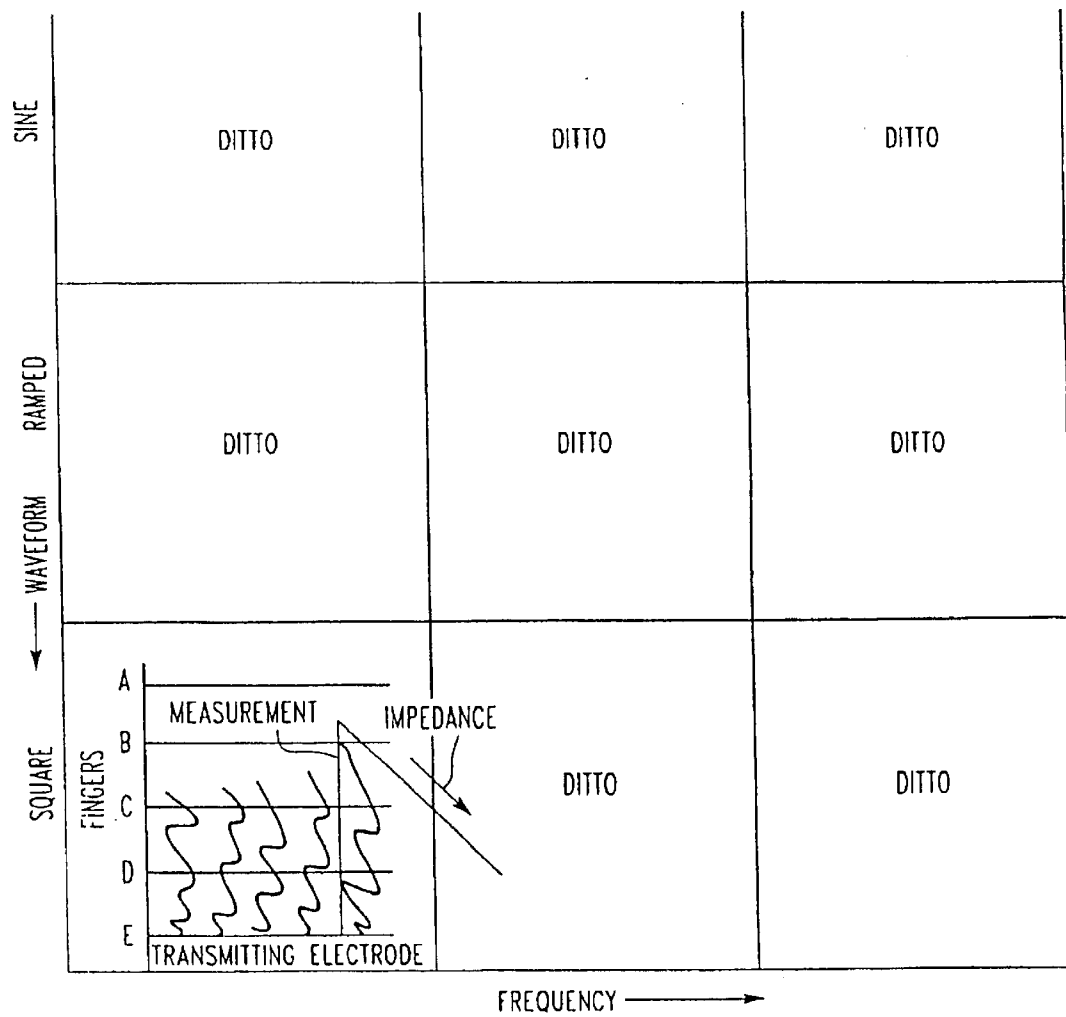 SINE
DITTO
DITTO
DITTO
RAMPED
DITTO
DITTO
DITTO
WAVEFORM
SQUARE
FINGERS
A
B
C
D
E
MEASUREMENT
IMPEDANCE
TRANSMITTING ELECTRODE
DITTO
DITTO
FREQUENCY